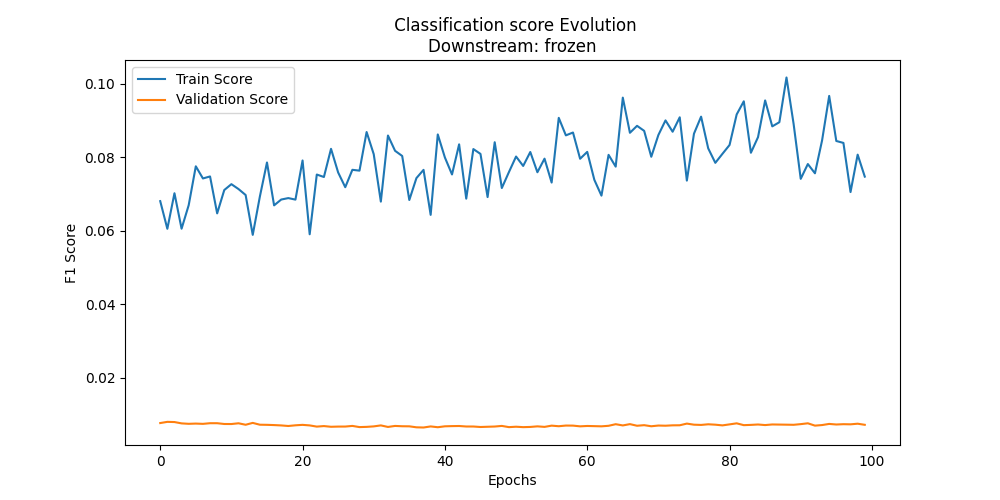 Classification score Evolution
Downstream: frozen
Train Score
Validation Score
F1 Score
0.10
0.08
0.06
0.04
0.02
0 20 40 60 80 100
Epochs